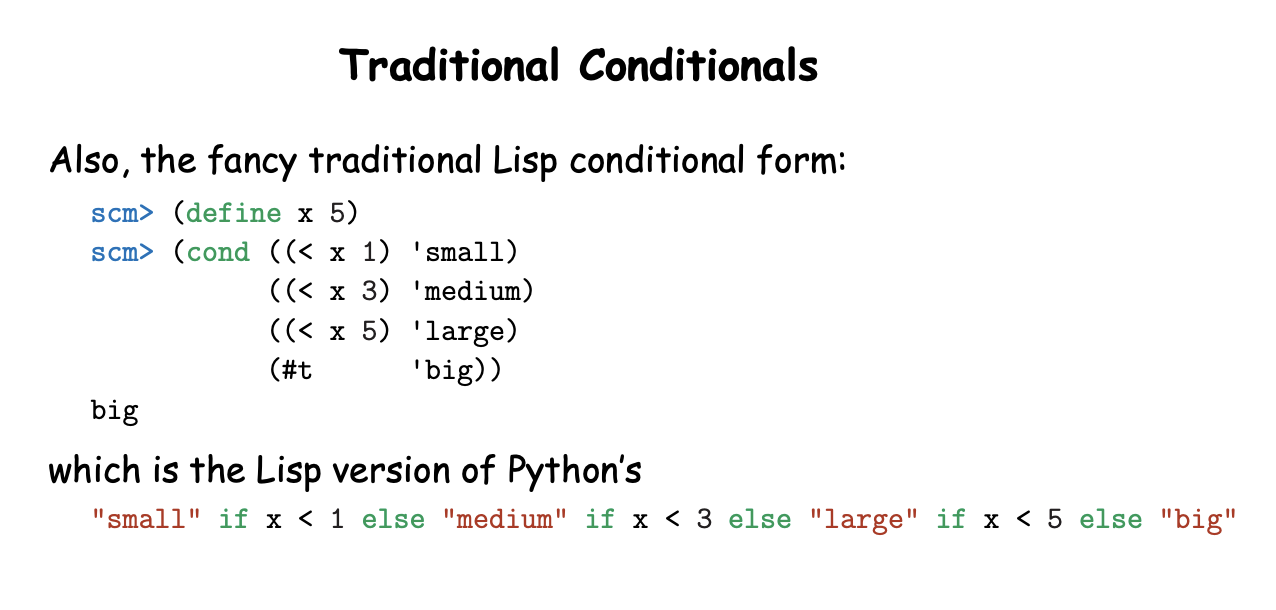 Traditional Conditionals
Also, the fancy traditional Lisp conditional form:
scm> (define x 5)
scm> (cond ((< x 1) 'small)
((< x 3) 'medium)
((< x 5) 'large)
(#t 'big))
big
which is the Lisp version of Python’s
"small" if x < 1 else "medium" if x < 3 else "large" if x < 5 else "big"